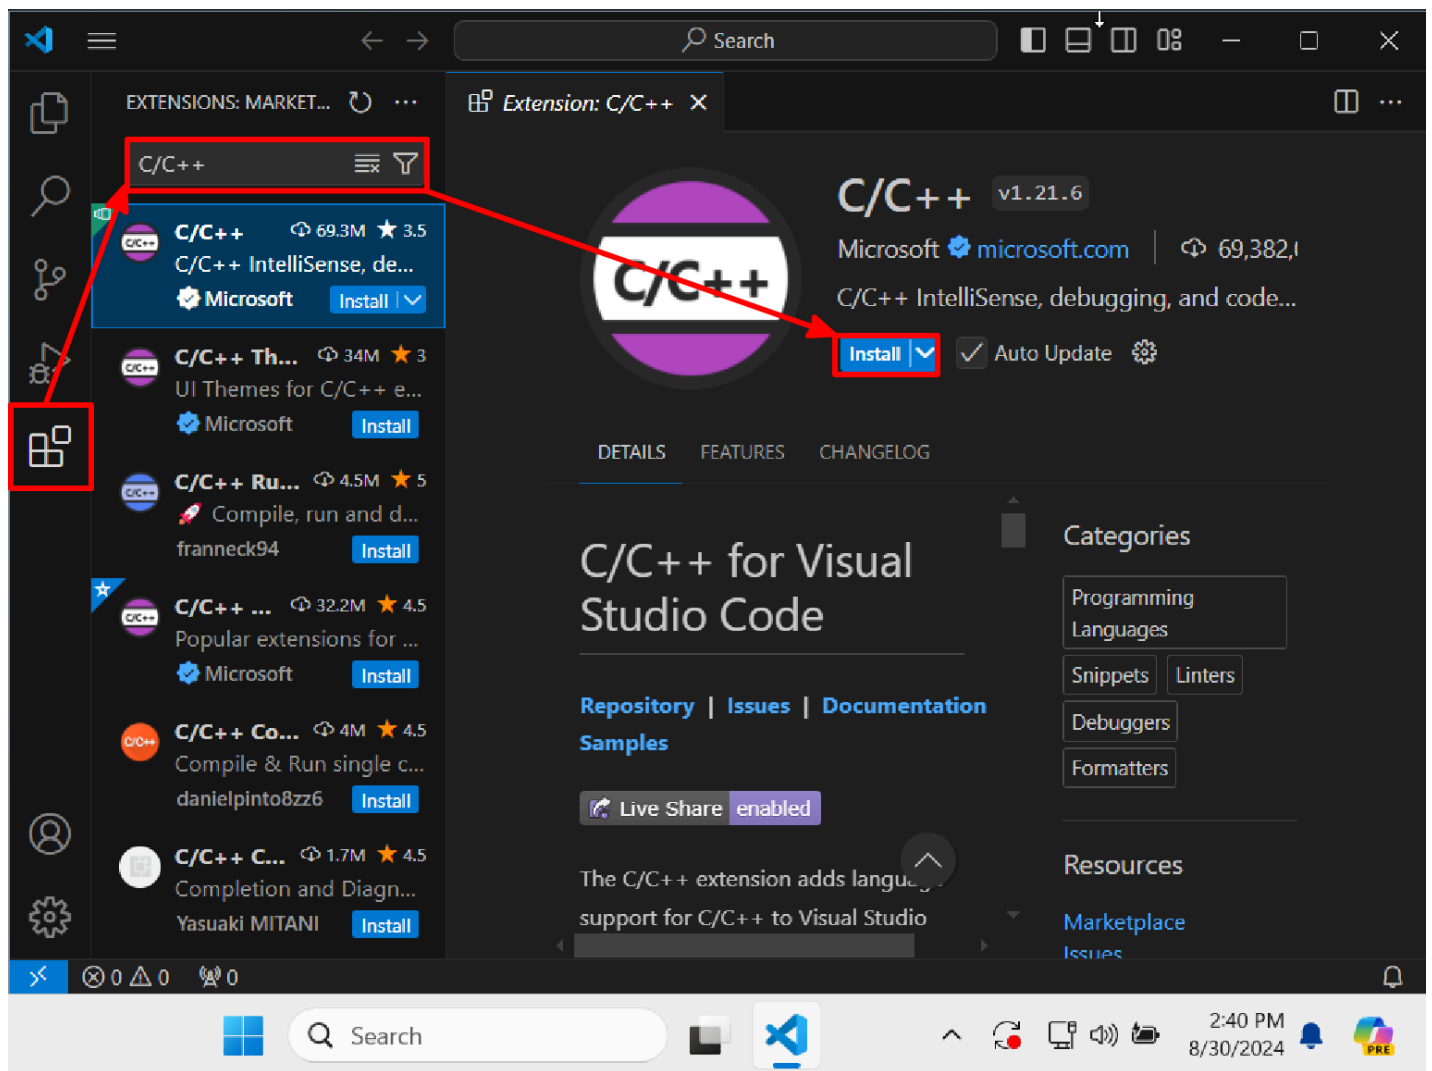 Search
EXTENSIONS: MARKET...
Extension: C/C++
C/C++
C/C++ 69.3M 3.5
C/C++ IntelliSense, de...
Microsoft Install
C/C++ Th... 34M 3
UI Themes for C/C++ e...
Microsoft Install
C/C++ Ru... 4.5M 5
Compile, run and d...
franneck94 Install
C/C++ ... 32.2M 4.5
Popular extensions for ...
Microsoft Install
C/C++ Co... 4M 4.5
Compile & Run single c...
danielpinto8zz6 Install
C/C++ C... 1.7M 4.5
Completion and Diagn...
Yasuaki MITANI Install
C/C++
C/C++ v1.21.6
Microsoft microsoft.com 69,382,
C/C++ IntelliSense, debugging, and code...
Install Auto Update
DETAILS FEATURES CHANGELOG
C/C++ for Visual
Studio Code
Repository | Issues | Documentation
Samples
Live Share enabled
The C/C++ extension adds language
support for C/C++ to Visual Studio
Categories
Programming
Languages
Snippets Linters
Debuggers
Formatters
Resources
Marketplace
Issues
0 0 0
Search
2:40 PM
8/30/2024
PRE